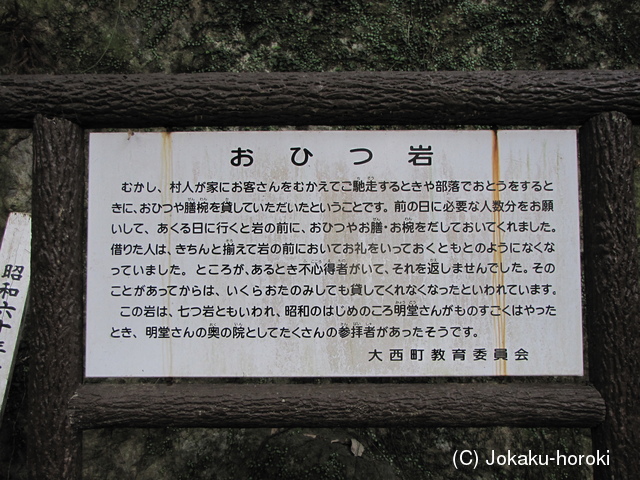 おひつ岩
むかし、村人が家にお客さんをむかえてご馳走するときや部落でおとうをすると
きに、おひつや膳椀を貸していただいたということです。前の日に必要な人数分をお願
いして、あくる日に行くと岩の前に、おひつやお膳・お椀をだしておいてくれました。
借りた人は、きちんと揃えて岩の前においてお礼をいっておくともとのようになくな
っていました。ところが、あるとき不心得者がいて、それを返しませんでした。その
ことがあってからは、いくらおたのみしても貸してくれなくなったといわれています。
この岩は、七つ岩ともいわれ、昭和のはじめのころ明堂さんがものすごくはやった
とき、明堂さんの奥の院としてたくさんの参拝者があったそうです。
大西町教育委員会
昭和六十年
(C) Jokaku-horoki